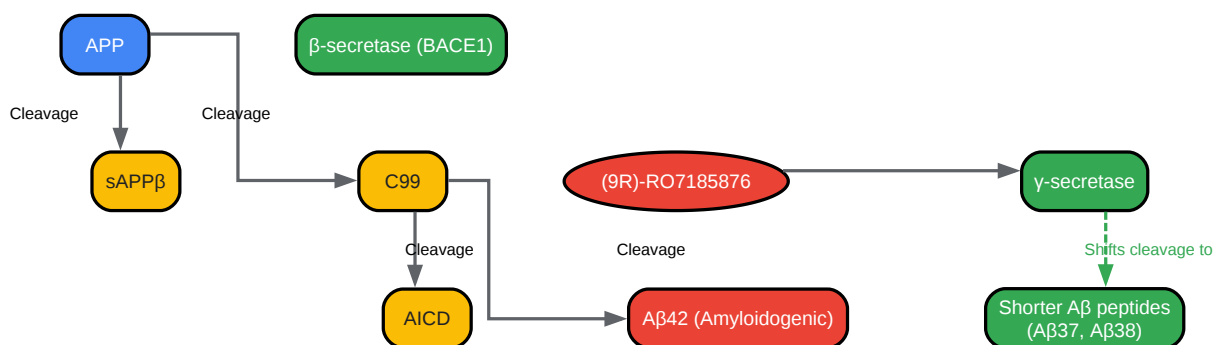 APP
β-secretase (BACE1)
Cleavage
Cleavage
sAPPβ
C99
(9R)-RO7185876
γ-secretase
Cleavage
Cleavage
Shifts cleavage to
AICD
Aβ42 (Amyloidogenic)
Shorter Aβ peptides
(Aβ37, Aβ38)